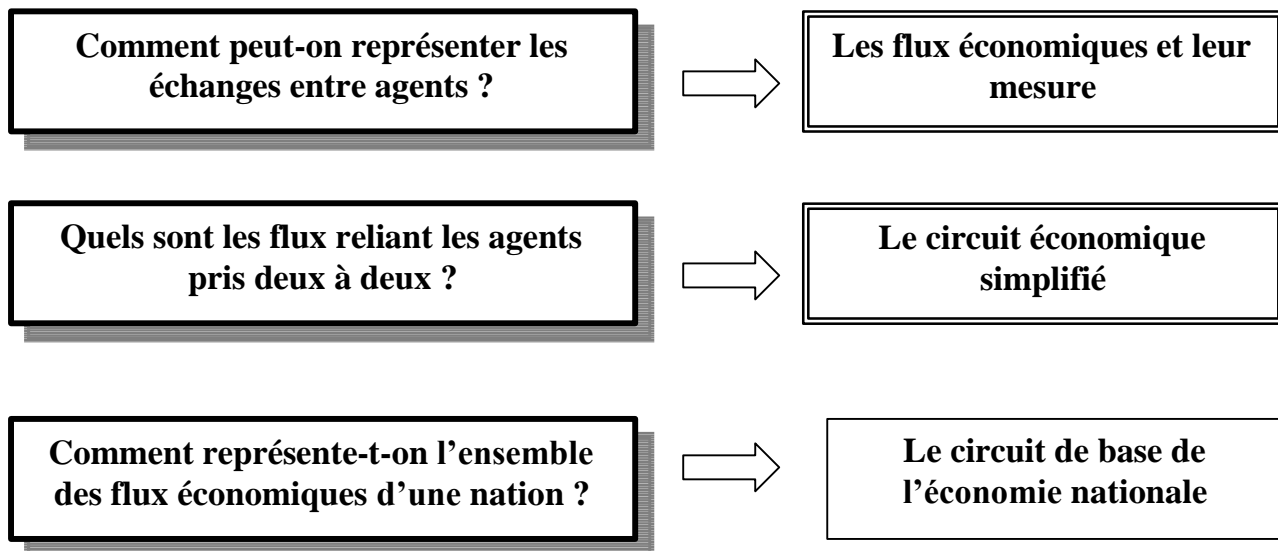 Comment peut-on représenter les
échanges entre agents ?
Les flux économiques et leur
mesure
Quels sont les flux reliant les agents
pris deux à deux ?
Le circuit économique
simplifié
Comment représente-t-on l’ensemble
des flux économiques d’une nation ?
Le circuit de base de
l’économie nationale